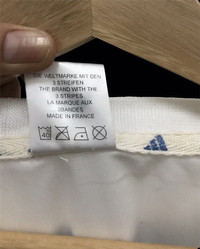 DIE WELTMARKE MIT DEN
3 STREIFEN
THE BRAND WITH THE
3 STRIPES
LA MARQUE AUX
3BANDES
MADE IN FRANCE
40